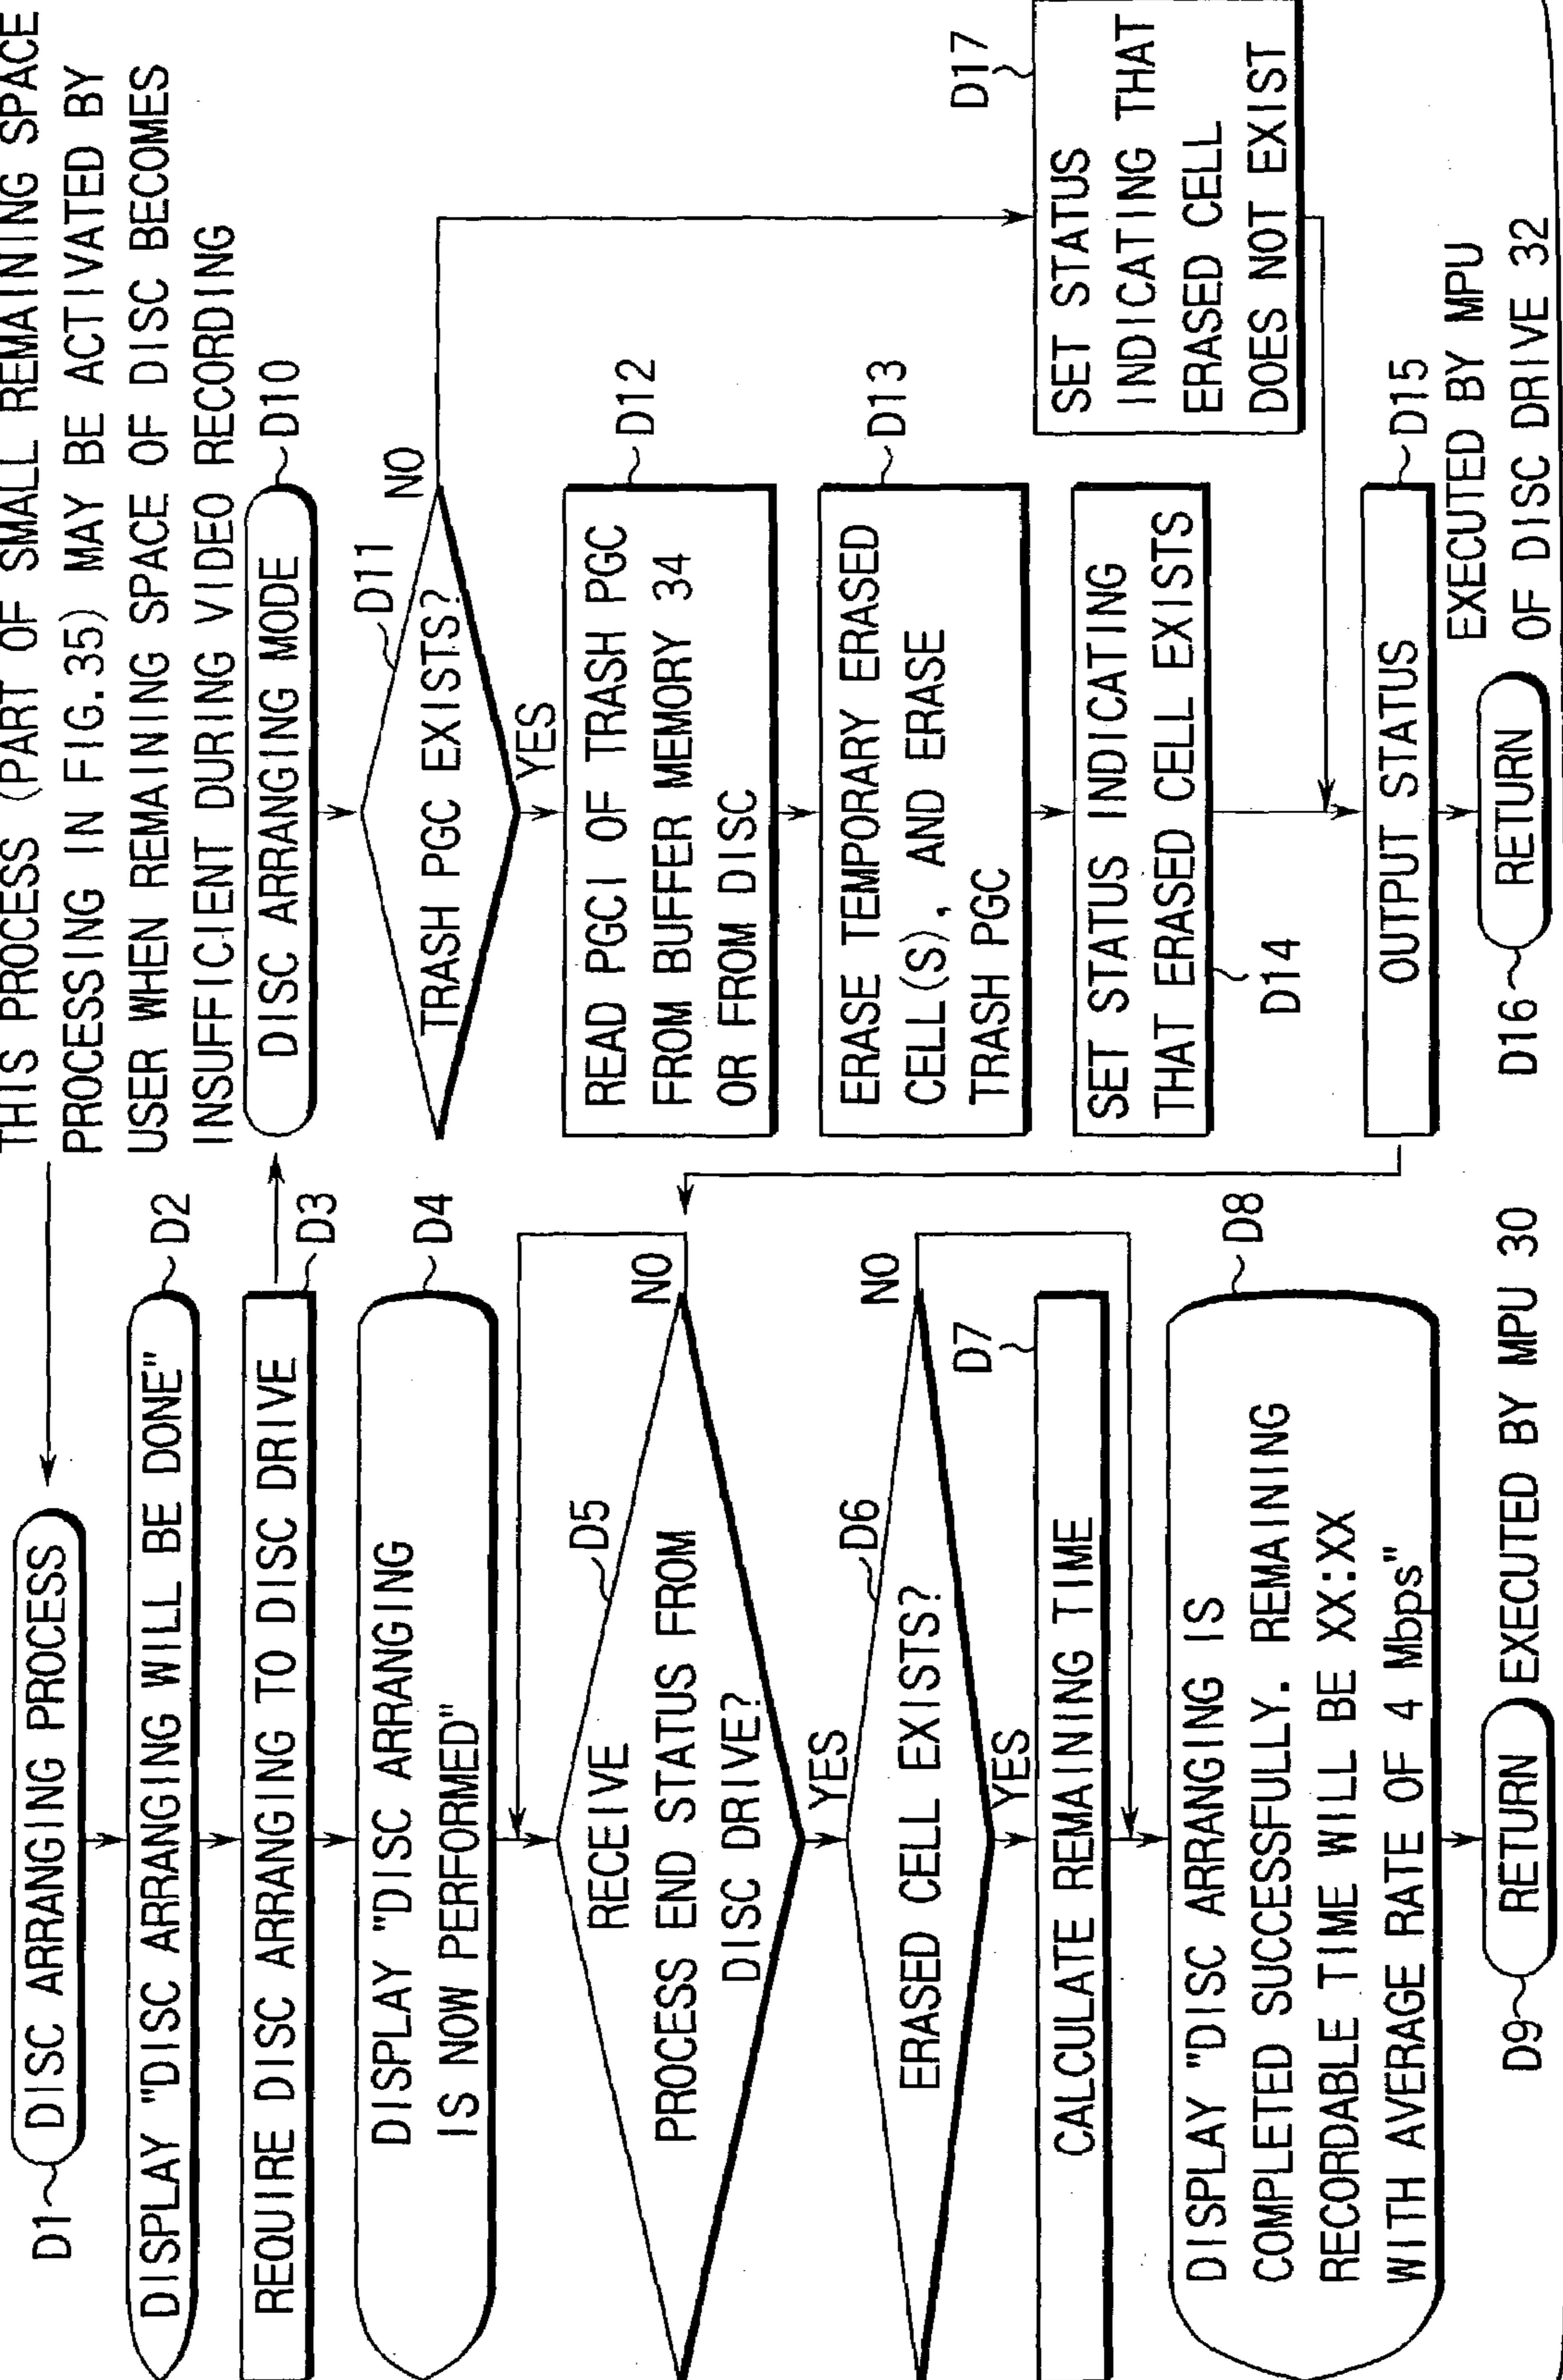 THIS PROCESS (PART OF SMALL REMAINING SPACE
PROCESSING IN FIG.35) MAY BE ACTIVATED BY
USER WHEN REMAINING SPACE OF DISC BECOMES
INSUFFICIENT DURING VIDEO RECORDING
D1
DISC ARRANGING PROCESS
D2
DISPLAY "DISC ARRANGING WILL BE DONE"
D3
REQUIRE DISC ARRANGING TO DISC DRIVE
D4
DISPLAY "DISC ARRANGING
IS NOW PERFORMED"
D5
RECEIVE
PROCESS END STATUS FROM
DISC DRIVE?
NO
YES
D6
ERASED CELL EXISTS?
NO
YES
D7
CALCULATE REMAINING TIME
D8
DISPLAY "DISC ARRANGING IS
COMPLETED SUCCESSFULLY. REMAINING
RECORDABLE TIME WILL BE XX:XX
WITH AVERAGE RATE OF 4 Mbps"
D9
RETURN
EXECUTED BY MPU 30
D10
DISC ARRANGING MODE
D11
TRASH PGC EXISTS?
NO
YES
D12
READ PGCI OF TRASH PGC
FROM BUFFER MEMORY 34
OR FROM DISC
D13
ERASE TEMPORARY ERASED
CELL(S), AND ERASE
TRASH PGC
SET STATUS INDICATING
THAT ERASED CELL EXISTS
D14
D17
SET STATUS
INDICATING THAT
ERASED CELL
DOES NOT EXIST
D15
OUTPUT STATUS
D16
RETURN
EXECUTED BY MPU
OF DISC DRIVE 32